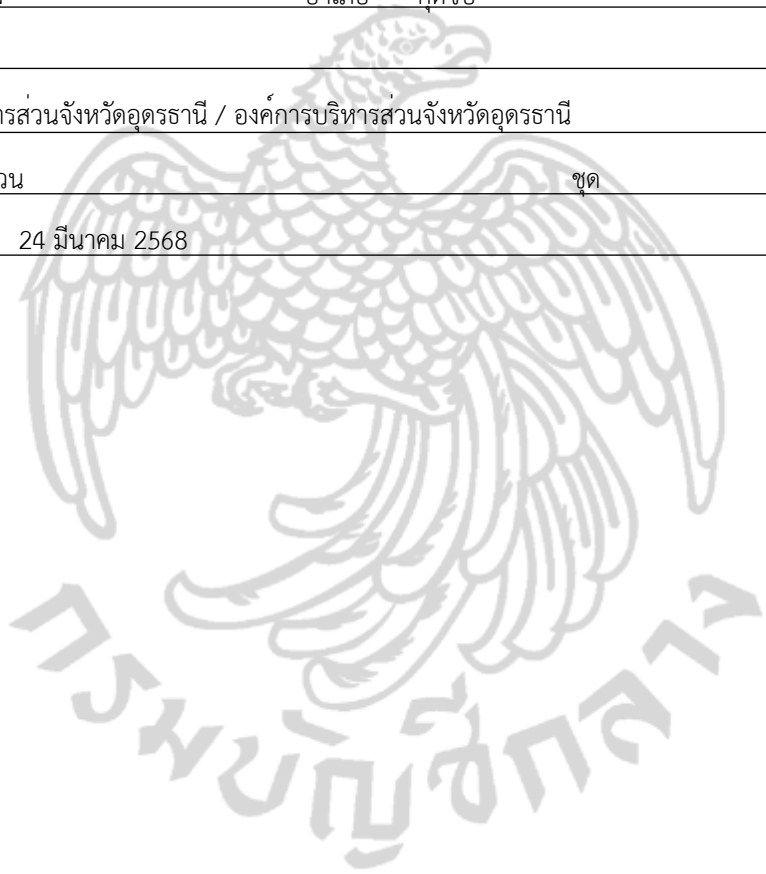 รส่วนจังหวัดอุดรธานี / องค์การบริหารส่วนจังหวัดอุดรธานี
วน ชุด
24 มีนาคม 2568
กรมบัญชีกลาง